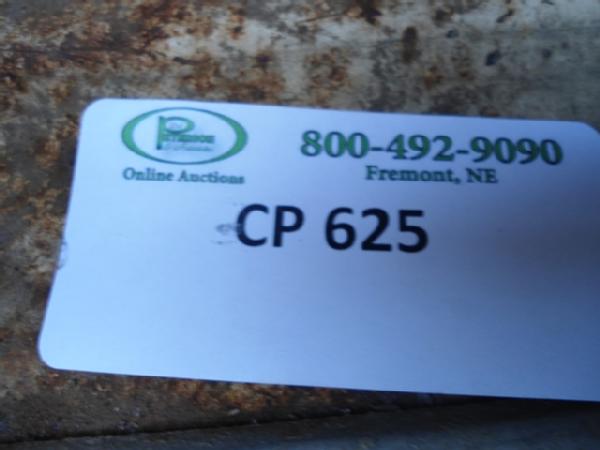 800-492-9090
Online Auctions
Fremont, NE
CP 625